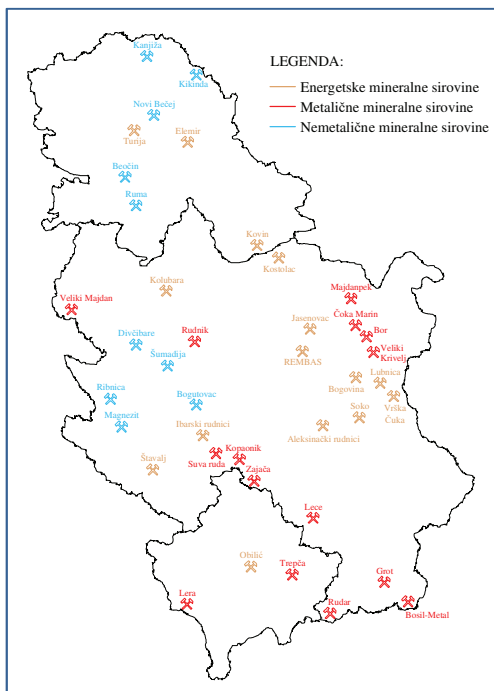 Kanjiža
LEGENDA:
Kikinda
Energetske mineralne sirovine
Metalične mineralne sirovine
Nemetalične mineralne sirovine
Novi Bečej
Turija
Elemir
Beočin
Ruma
Kovin
Kostolac
Kolubara
Veliki Majdan
Majdanpek
Čoka Marin
Jasenovac
Bor
Rudnik
Divčibare
Veliki
Krivelj
REMBAS
Šumadija
Lubnica
Bogovina
Ribnica
Vrška
Čuka
Bogutovac
Magnezit
Soko
Aleksinački rudnici
Ibarski rudnici
Kopaonik
Suva ruda
Štavalj
Zajača
Lece
Obilić
Trepča
Grot
Lera
Rudar
Bosil-Metal